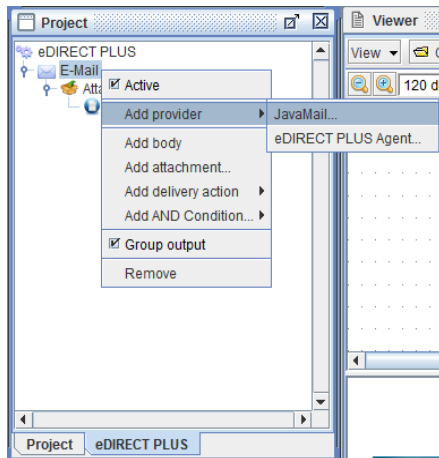 Project
Viewer
eDIRECT PLUS
View
E-Mail
Active
120 d
Add provider
JavaMail...
Add body
eDIRECT PLUS Agent...
Add attachment...
Add delivery action
Add AND Condition...
Group output
Remove
Project
eDIRECT PLUS